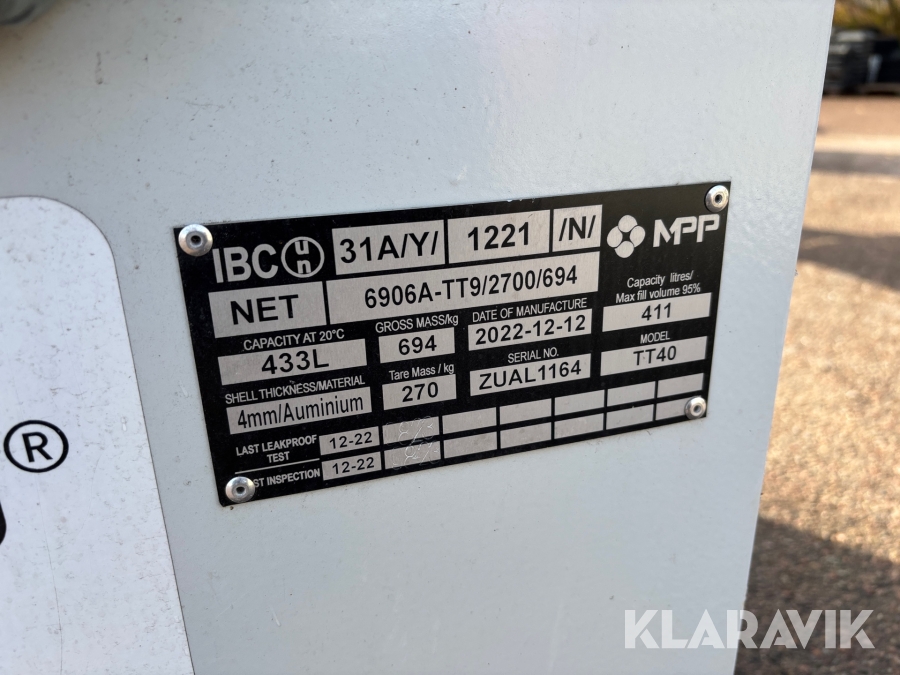 IBC un 31A/Y/ 1221 /N/ MPP
NET 6906A-TT9/2700/694
Capacity litres/
Max fill volume 95%
411
CAPACITY AT 20°C
433L
GROSS MASS/kg
694
DATE OF MANUFACTURE
2022-12-12
MODEL
TT40
SHELL THICKNESS/MATERIAL
4mm/Auminium
Tare Mass / kg
270
SERIAL NO.
ZUAL1164
LAST LEAKPROOF
TEST
12-22
ST INSPECTION
12-22
®
KLARAVIK